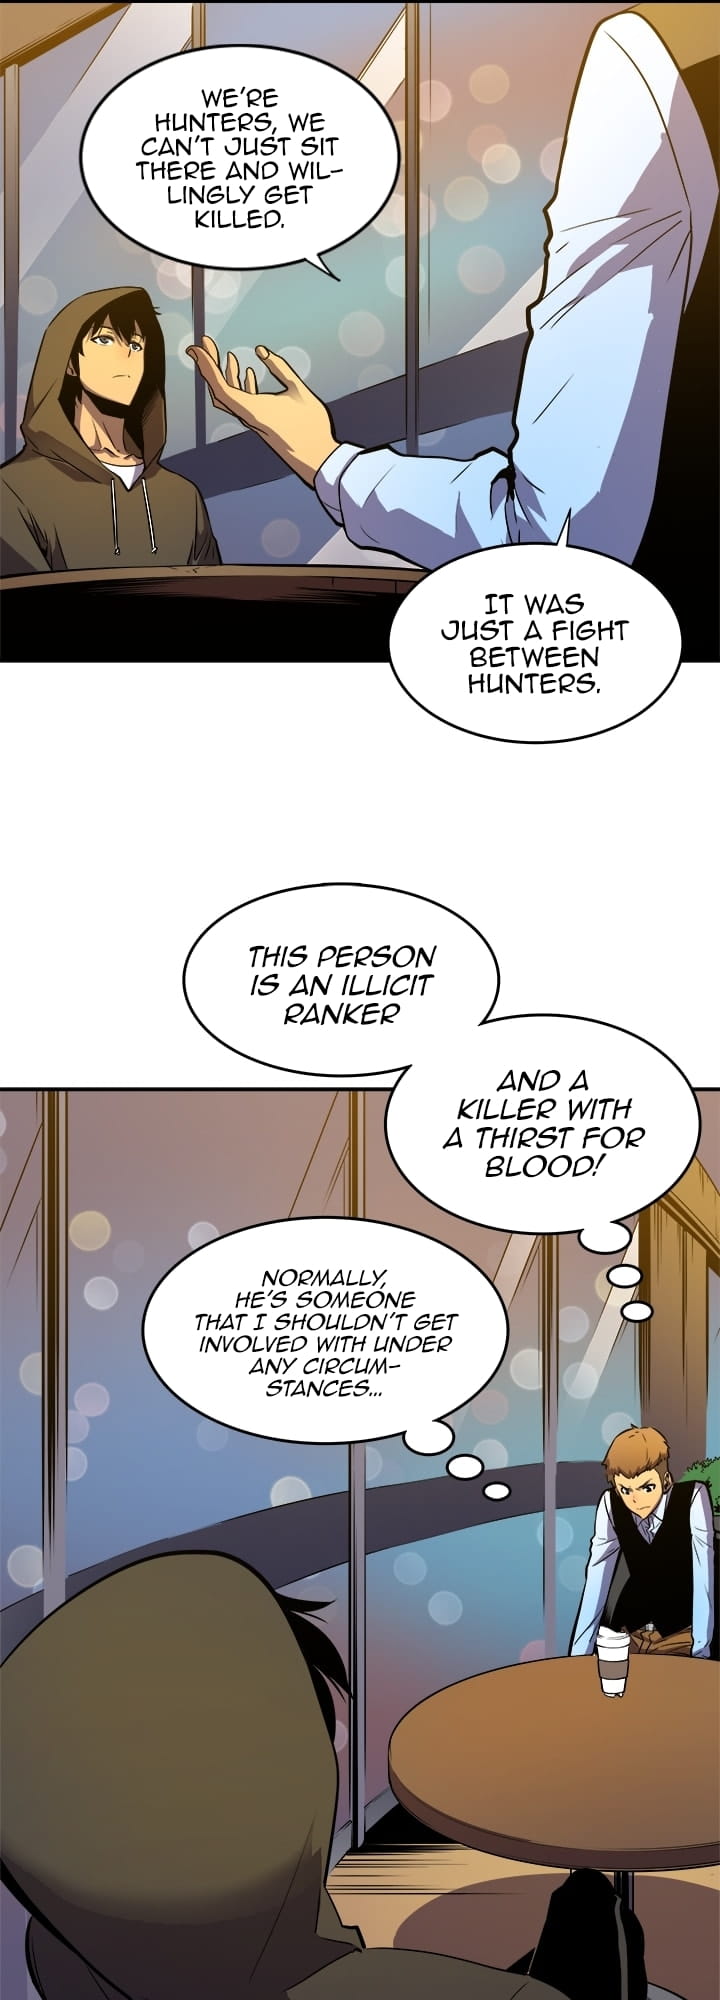 WE'RE
HUNTERS, WE
CAN'T JUST SIT
THERE AND WIL-
LINGLY GET
KILLED.
IT WAS
JUST A FIGHT
BETWEEN
HUNTERS.
THIS PERSON
IS AN ILLICIT
RANKER
AND A
KILLER WITH
A THIRST FOR
BLOOD!
NORMALLY,
HE'S SOMEONE
THAT I SHOULDN'T GET
INVOLVED WITH UNDER
ANY CIRCUM-
STANCES...